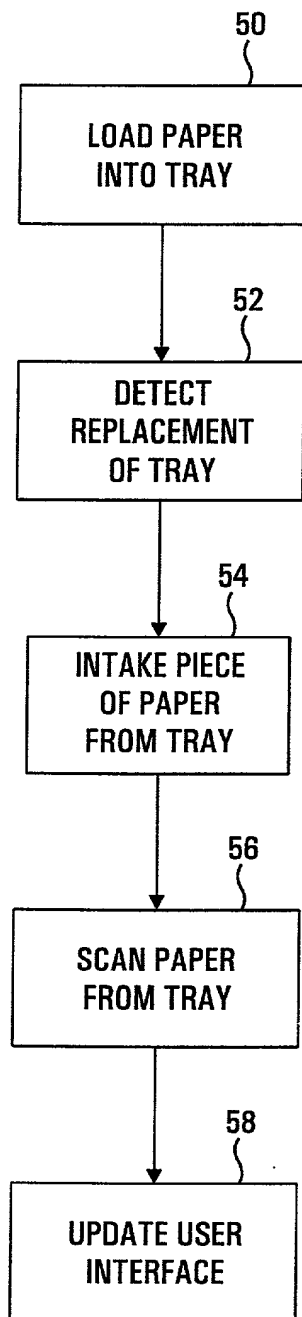 50
LOAD PAPER
INTO TRAY
52
DETECT
REPLACEMENT
OF TRAY
54
INTAKE PIECE
OF PAPER
FROM TRAY
56
SCAN PAPER
FROM TRAY
58
UPDATE USER
INTERFACE